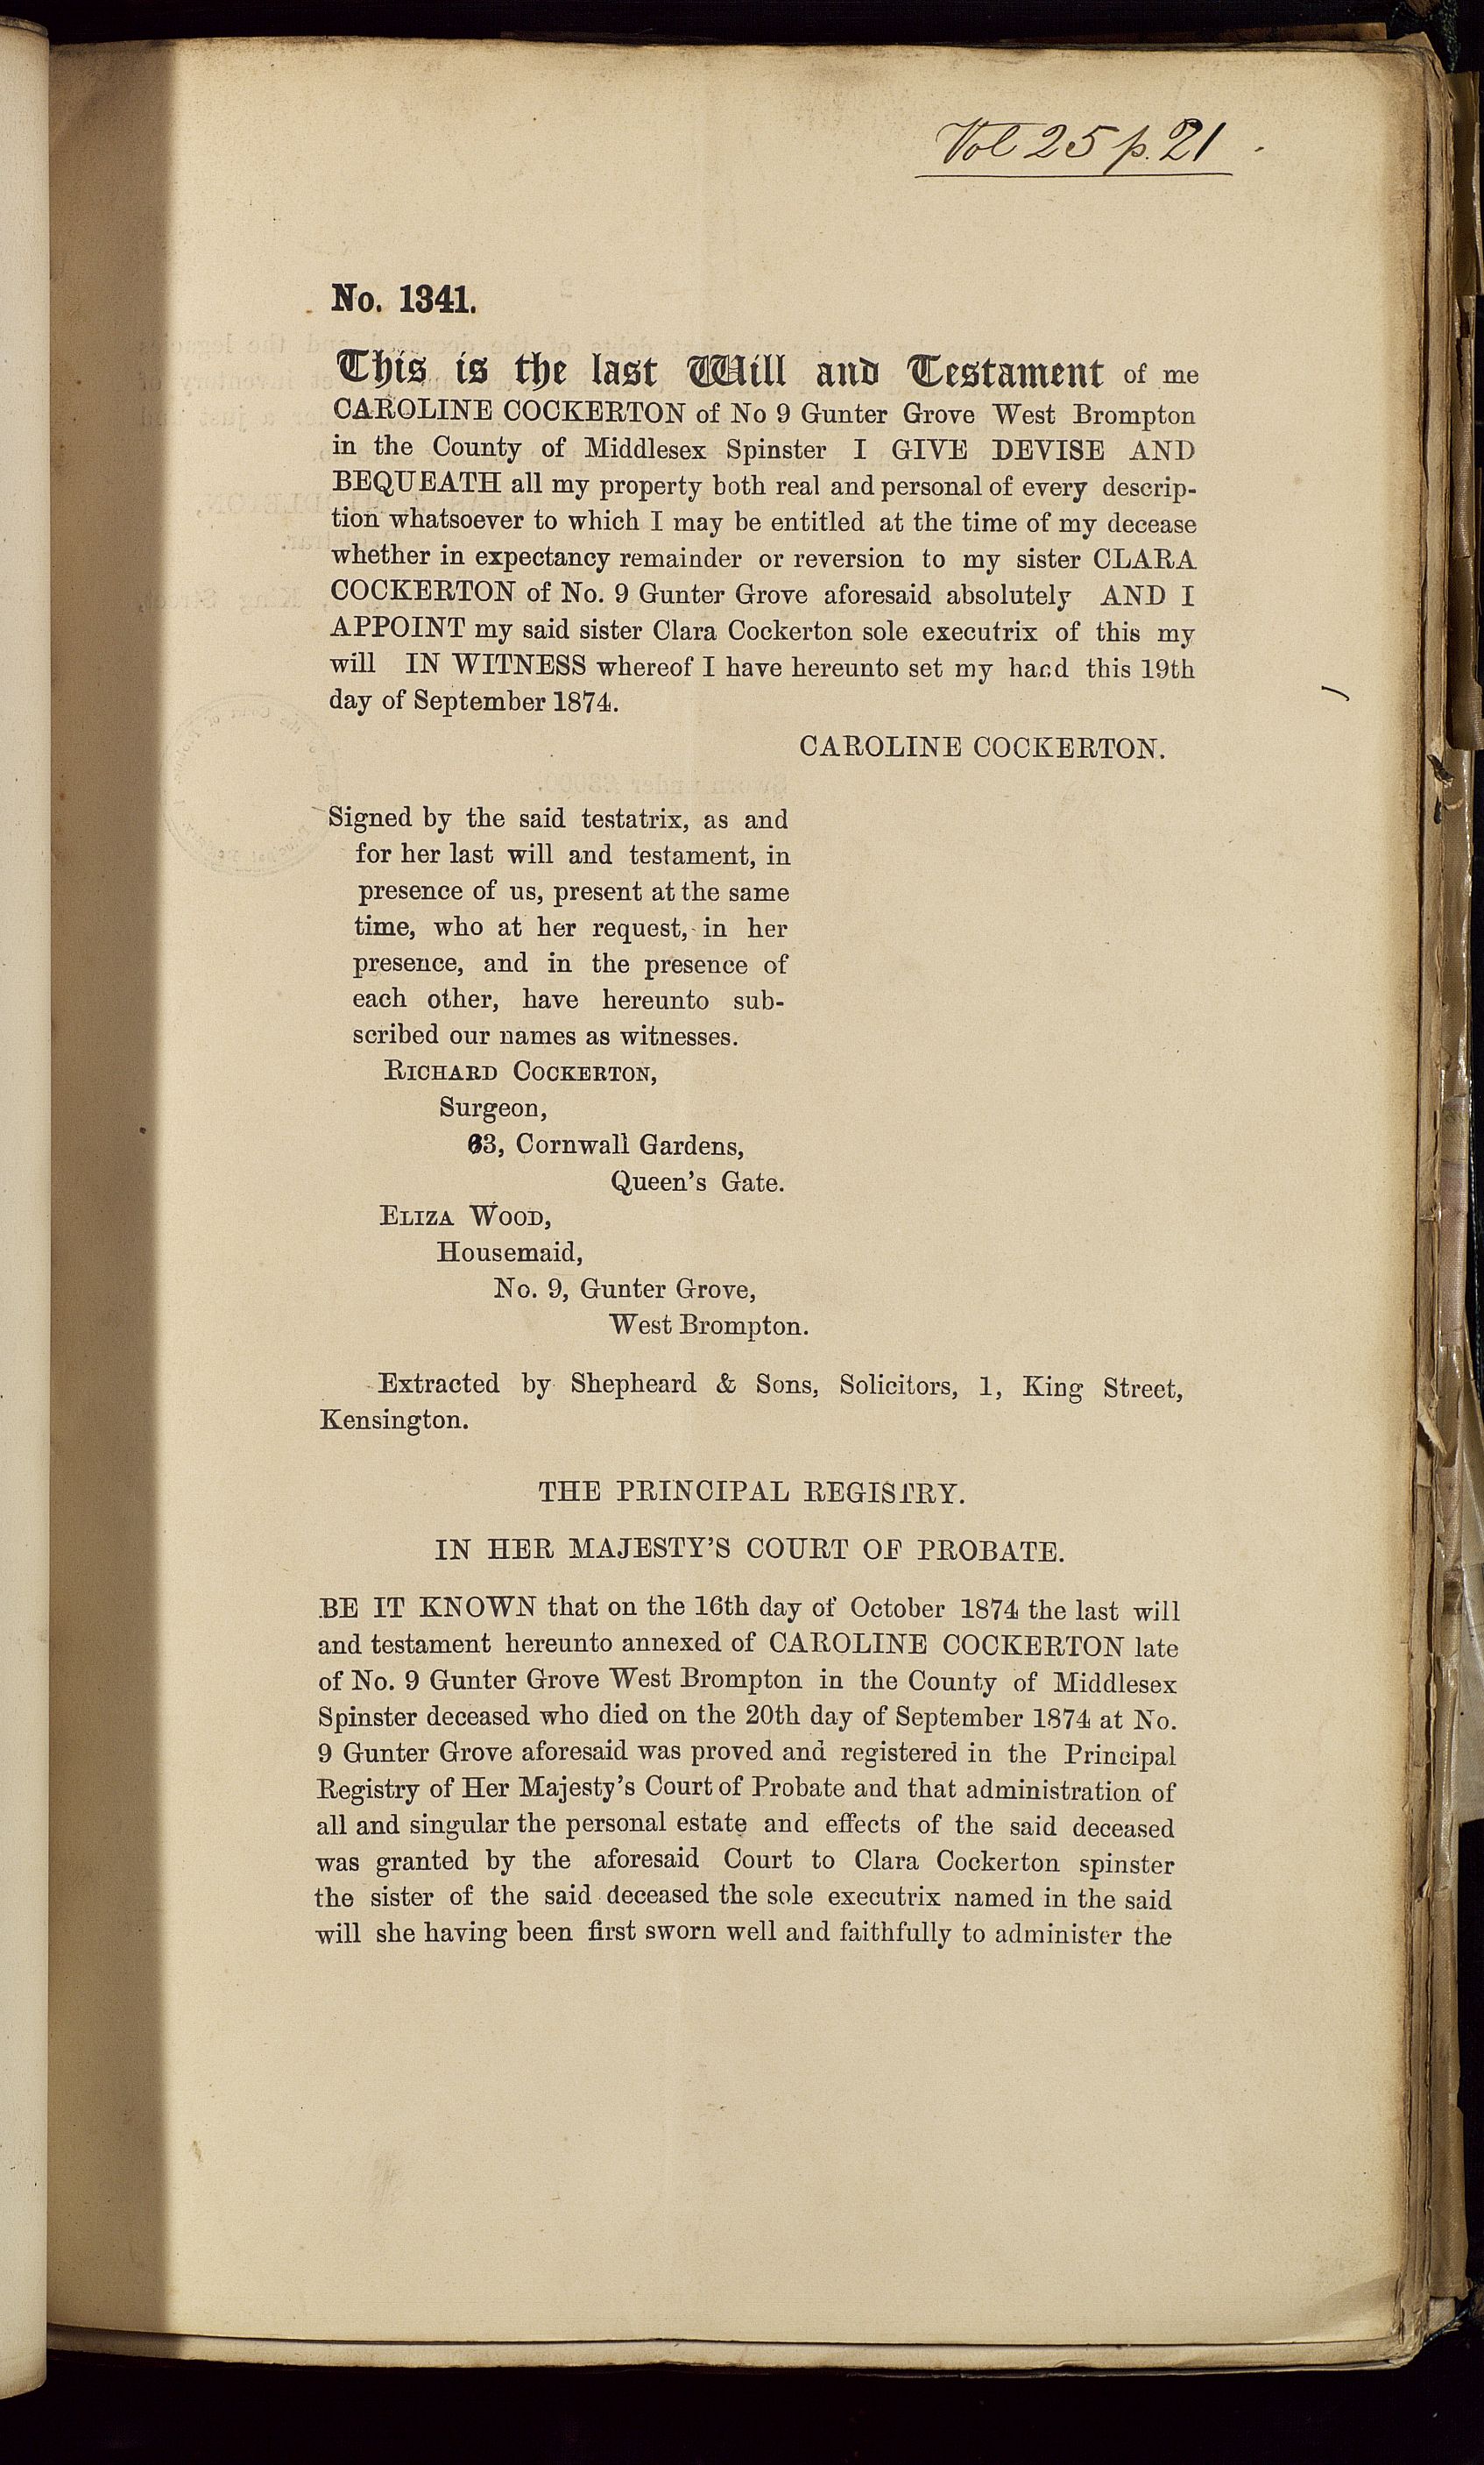 Vol 25 p. 21
No. 1341.
This is the last Will and Testament of me
CAROLINE COCKERTON of No 9 Gunter Grove West Brompton
in the County of Middlesex Spinster I GIVE DEVISE AND
BEQUEATH all my property both real and personal of every descrip-
tion whatsoever to which I may be entitled at the time of my decease
whether in expectancy remainder or reversion to my sister CLARA
COCKERTON of No. 9 Gunter Grove aforesaid absolutely AND I
APPOINT my said sister Clara Cockerton sole executrix of this my
will IN WITNESS whereof I have hereunto set my hand this 19th
day of September 1874.
CAROLINE COCKERTON.
Signed by the said testatrix, as and
for her last will and testament, in
presence of us, present at the same
time, who at her request, in her
presence, and in the presence of
each other, have hereunto sub-
scribed our names as witnesses.
RICHARD COCKERTON,
Surgeon,
63, Cornwall Gardens,
Queen's Gate.
ELIZA WOOD,
Housemaid,
No. 9, Gunter Grove,
West Brompton.
Extracted by Shepheard & Sons, Solicitors, 1, King Street,
Kensington.
THE PRINCIPAL REGISTRY.
IN HER MAJESTY'S COURT OF PROBATE.
BE IT KNOWN that on the 16th day of October 1874 the last will
and testament hereunto annexed of CAROLINE COCKERTON late
of No. 9 Gunter Grove West Brompton in the County of Middlesex
Spinster deceased who died on the 20th day of September 1874 at No.
9 Gunter Grove aforesaid was proved and registered in the Principal
Registry of Her Majesty's Court of Probate and that administration of
all and singular the personal estate and effects of the said deceased
was granted by the aforesaid Court to Clara Cockerton spinster
the sister of the said deceased the sole executrix named in the said
will she having been first sworn well and faithfully to administer the